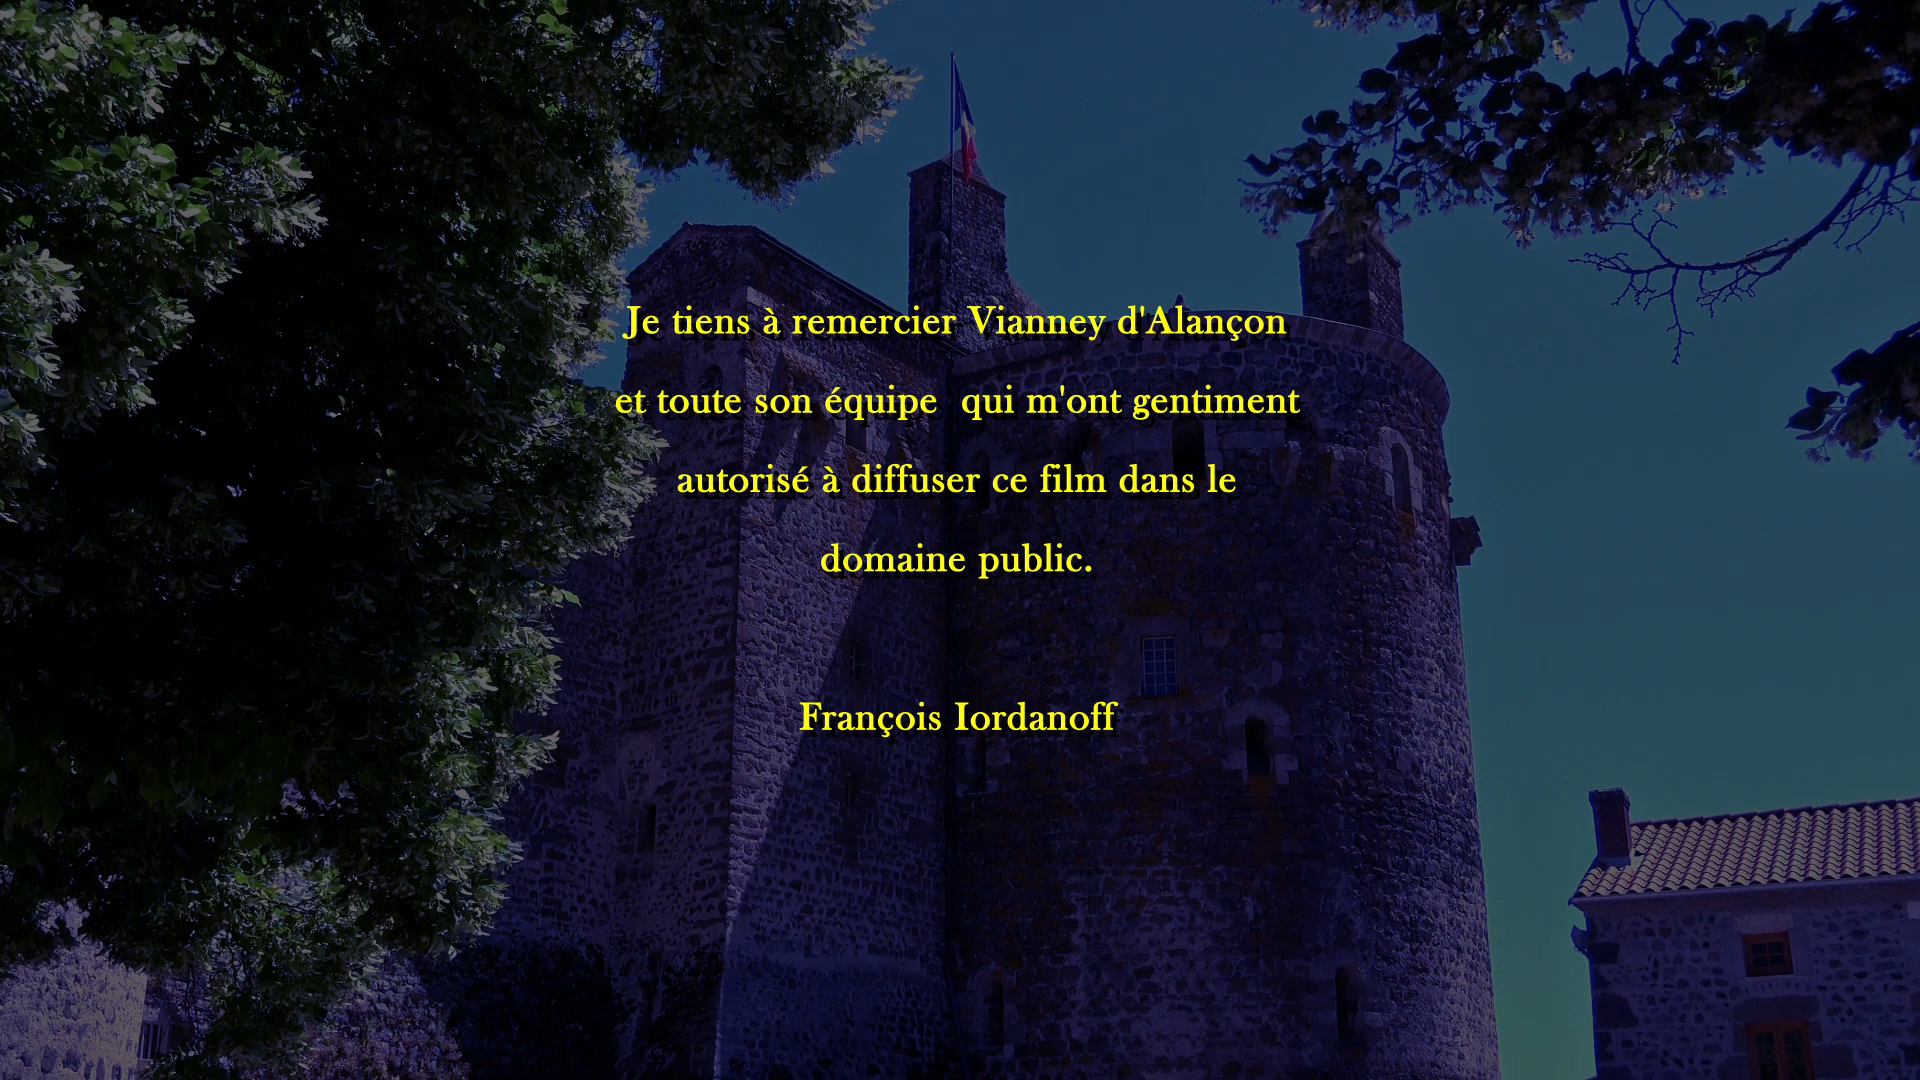 Je tiens à remercier Vianney d'Alançon
et toute son équipe  qui m'ont gentiment
autorisé à diffuser ce film dans le
domaine public.
François Iordanoff